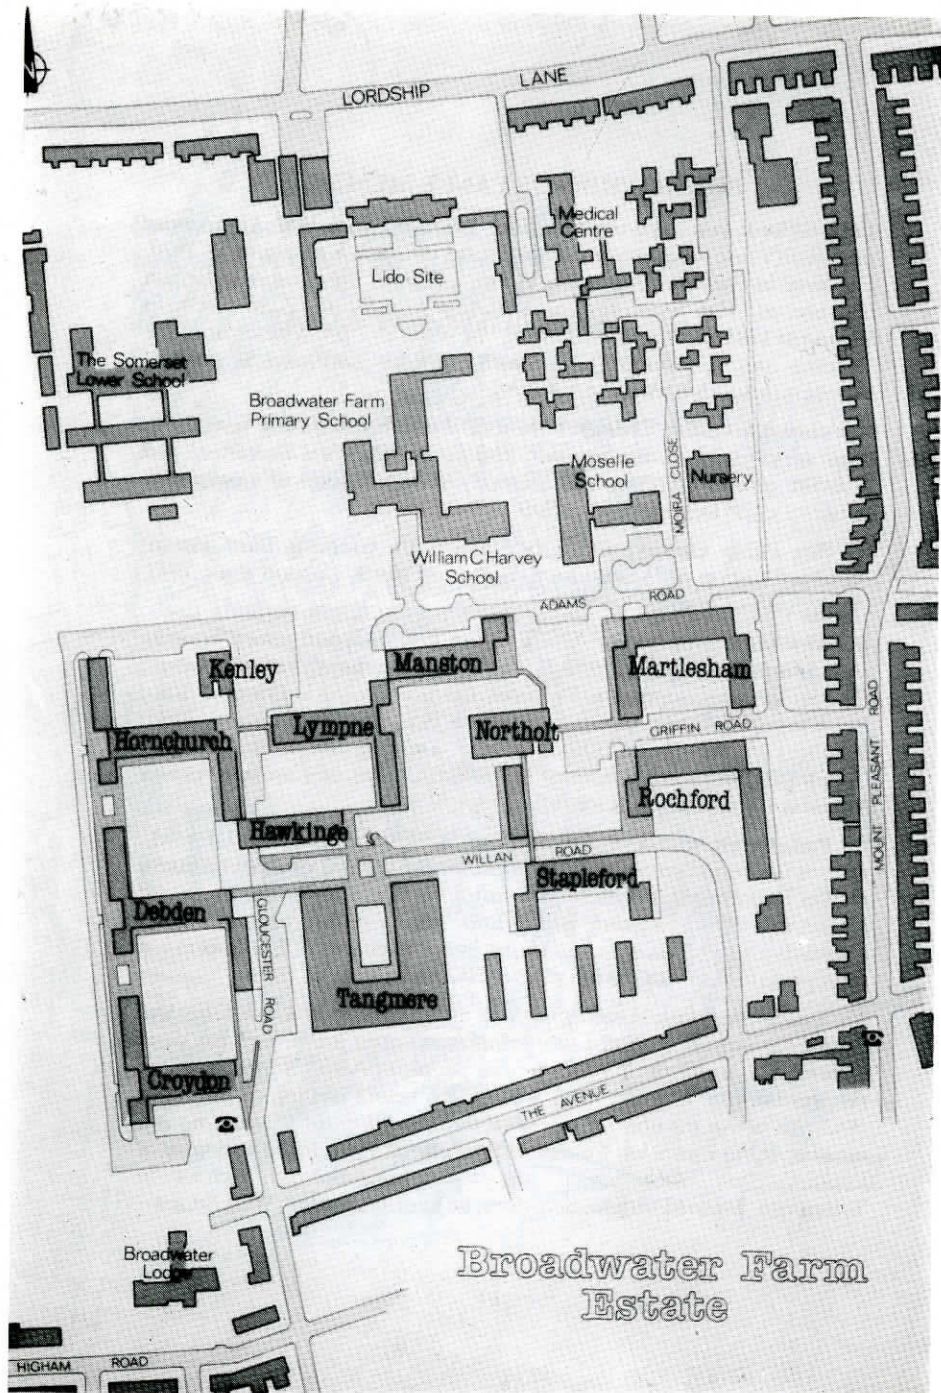 N
LORDSHIP LANE
Medical
Centre
Lido Site
The Somerset
Lower School
Broadwater Farm
Primary School
Moselle
School
MOIRA CLOSE
Nursery
William C Harvey
School
ADAMS ROAD
Kenley
Manston
Martlesham
Hornchurch
Lympne
Northolt
GRIFFIN ROAD
MOUNT PLEASANT ROAD
Rochford
Hawkinge
WILLAN ROAD
Stapleford
Debden
GLOUCESTER ROAD
Tangmere
Croydon
THE AVENUE
Broadwater
Lodge
Broadwater Farm
Estate
HIGHAM ROAD